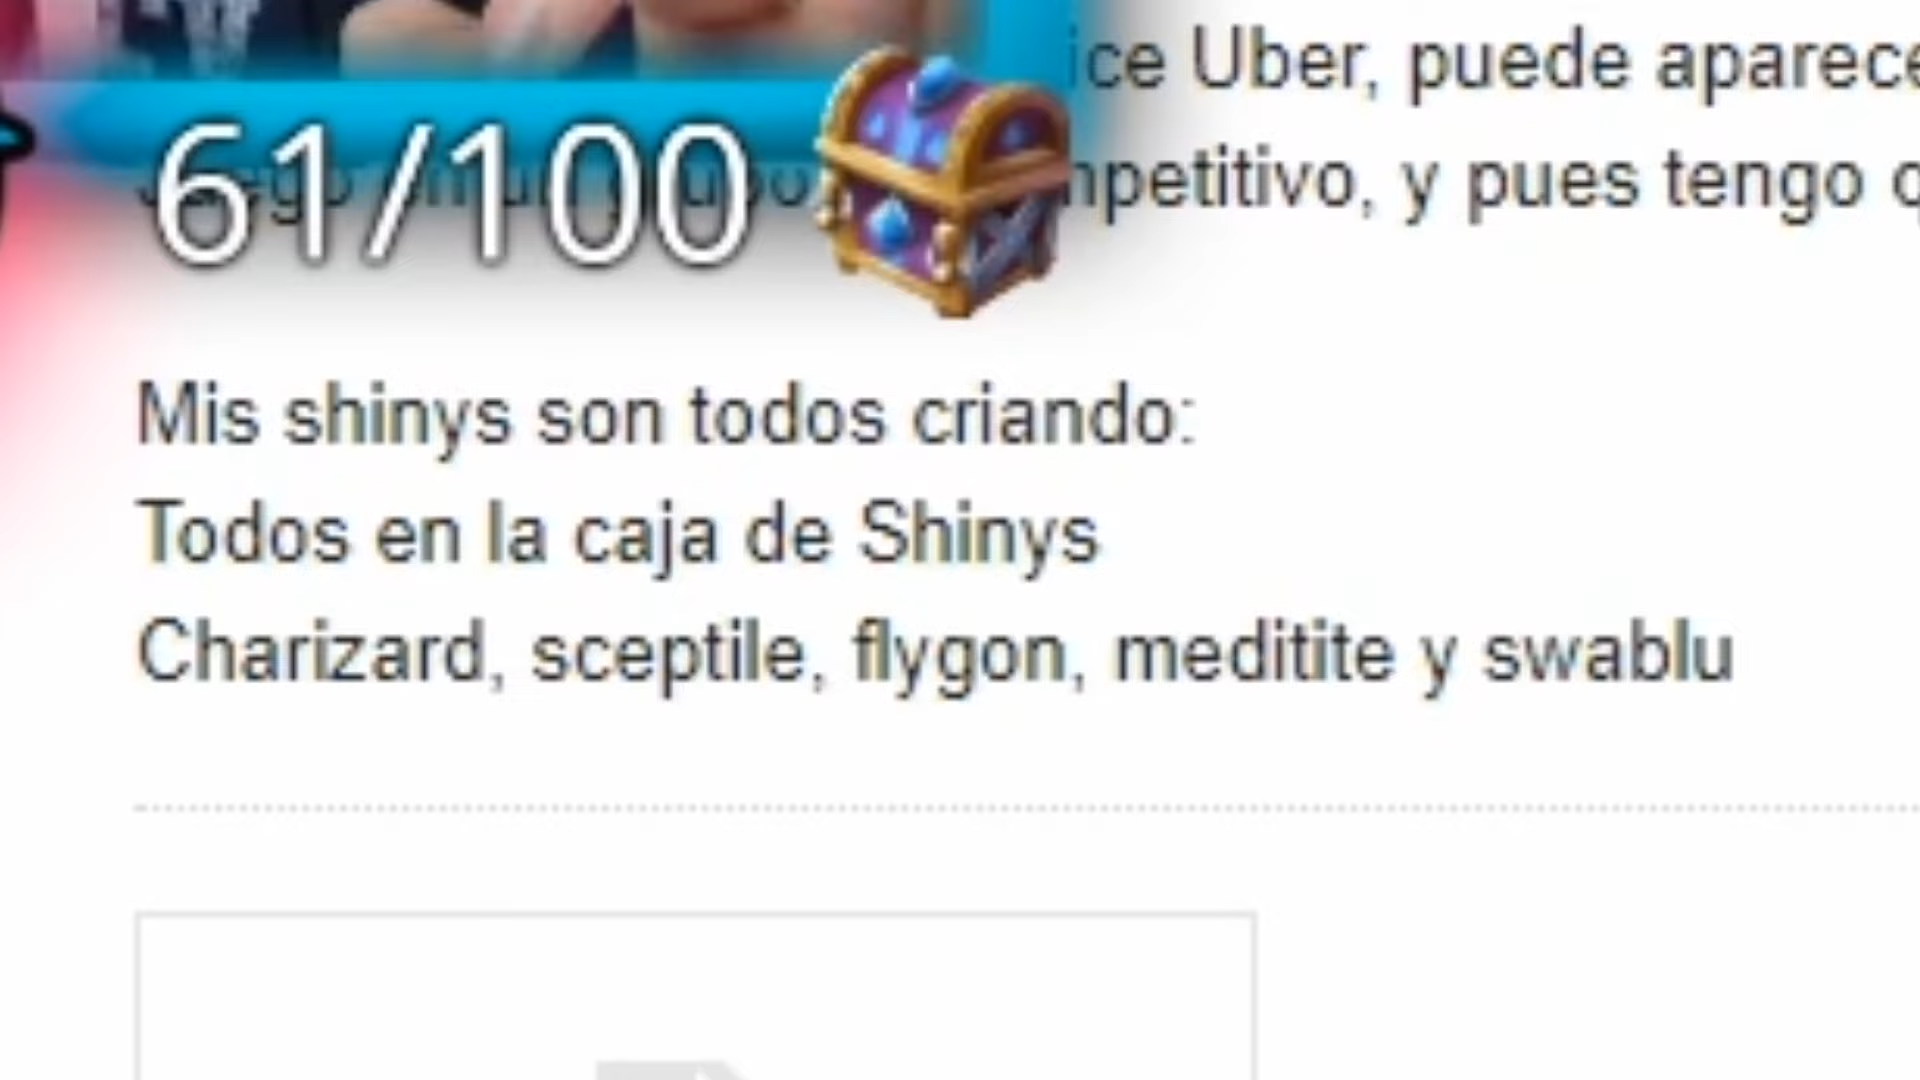 ice Uber, puede aparece
61/100
mpetitivo, y pues tengo q
Mis shinys son todos criando:
Todos en la caja de Shinys
Charizard, sceptile, flygon, meditite y swablu